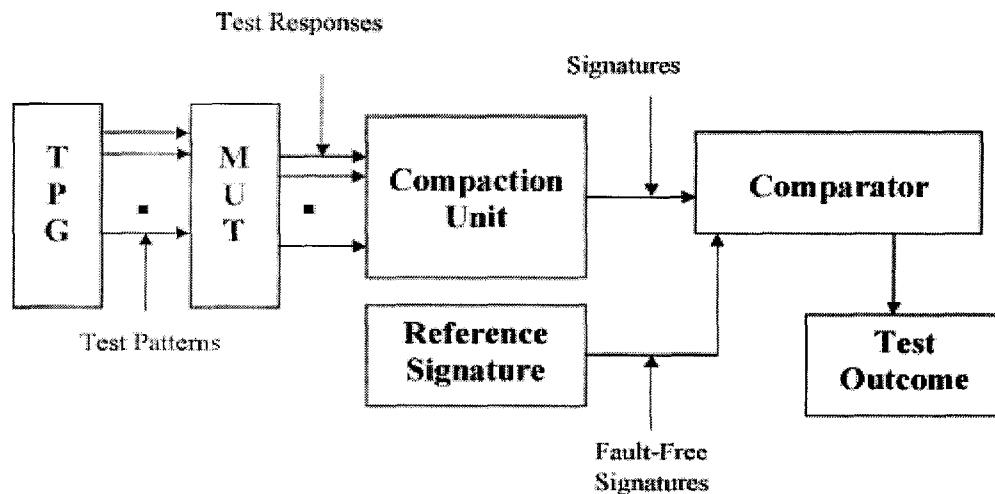 Test Responses
Signatures
T
P
G
M
U
T
Compaction
Unit
Comparator
Test Patterns
Reference
Signature
Test
Outcome
Fault-Free
Signatures